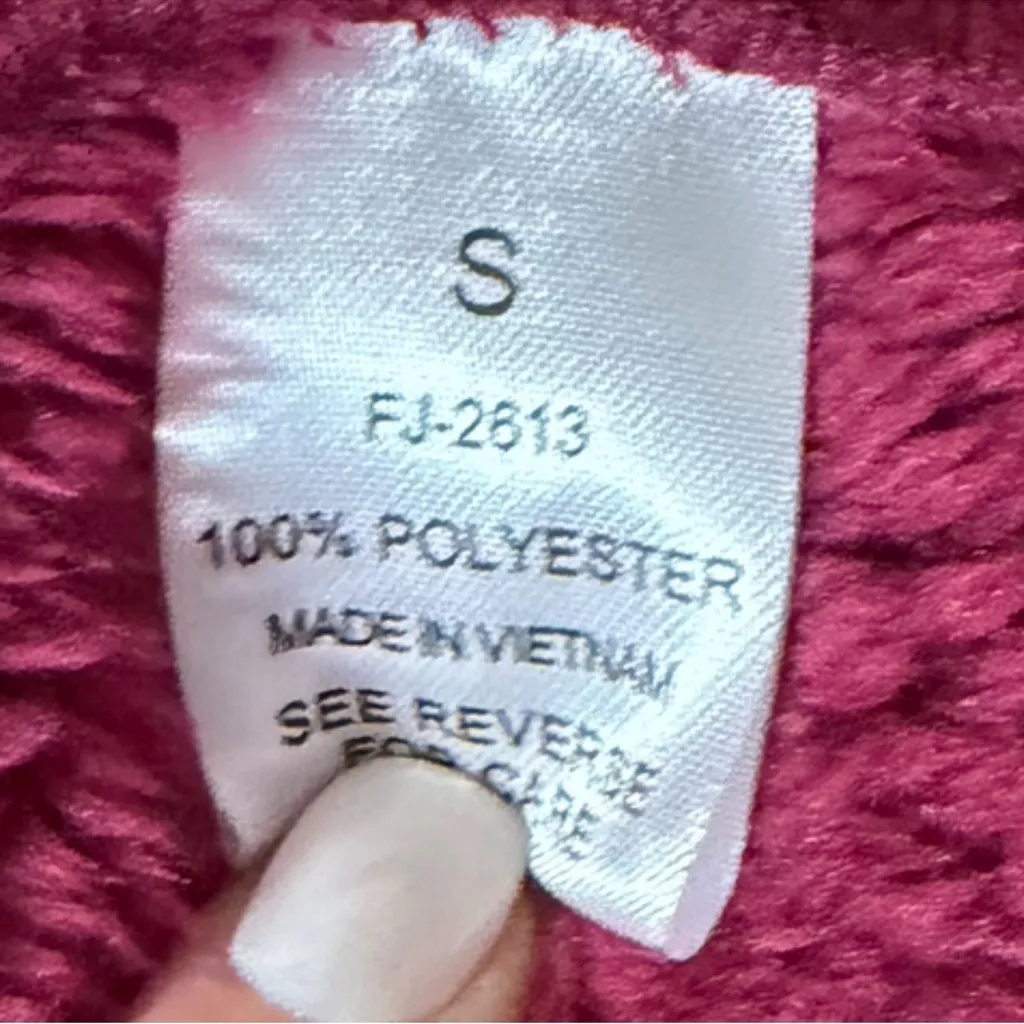 S
FJ-2613
100% POLYESTER
MADE IN VIETNAM
SEE REVERSE
FOR CARE